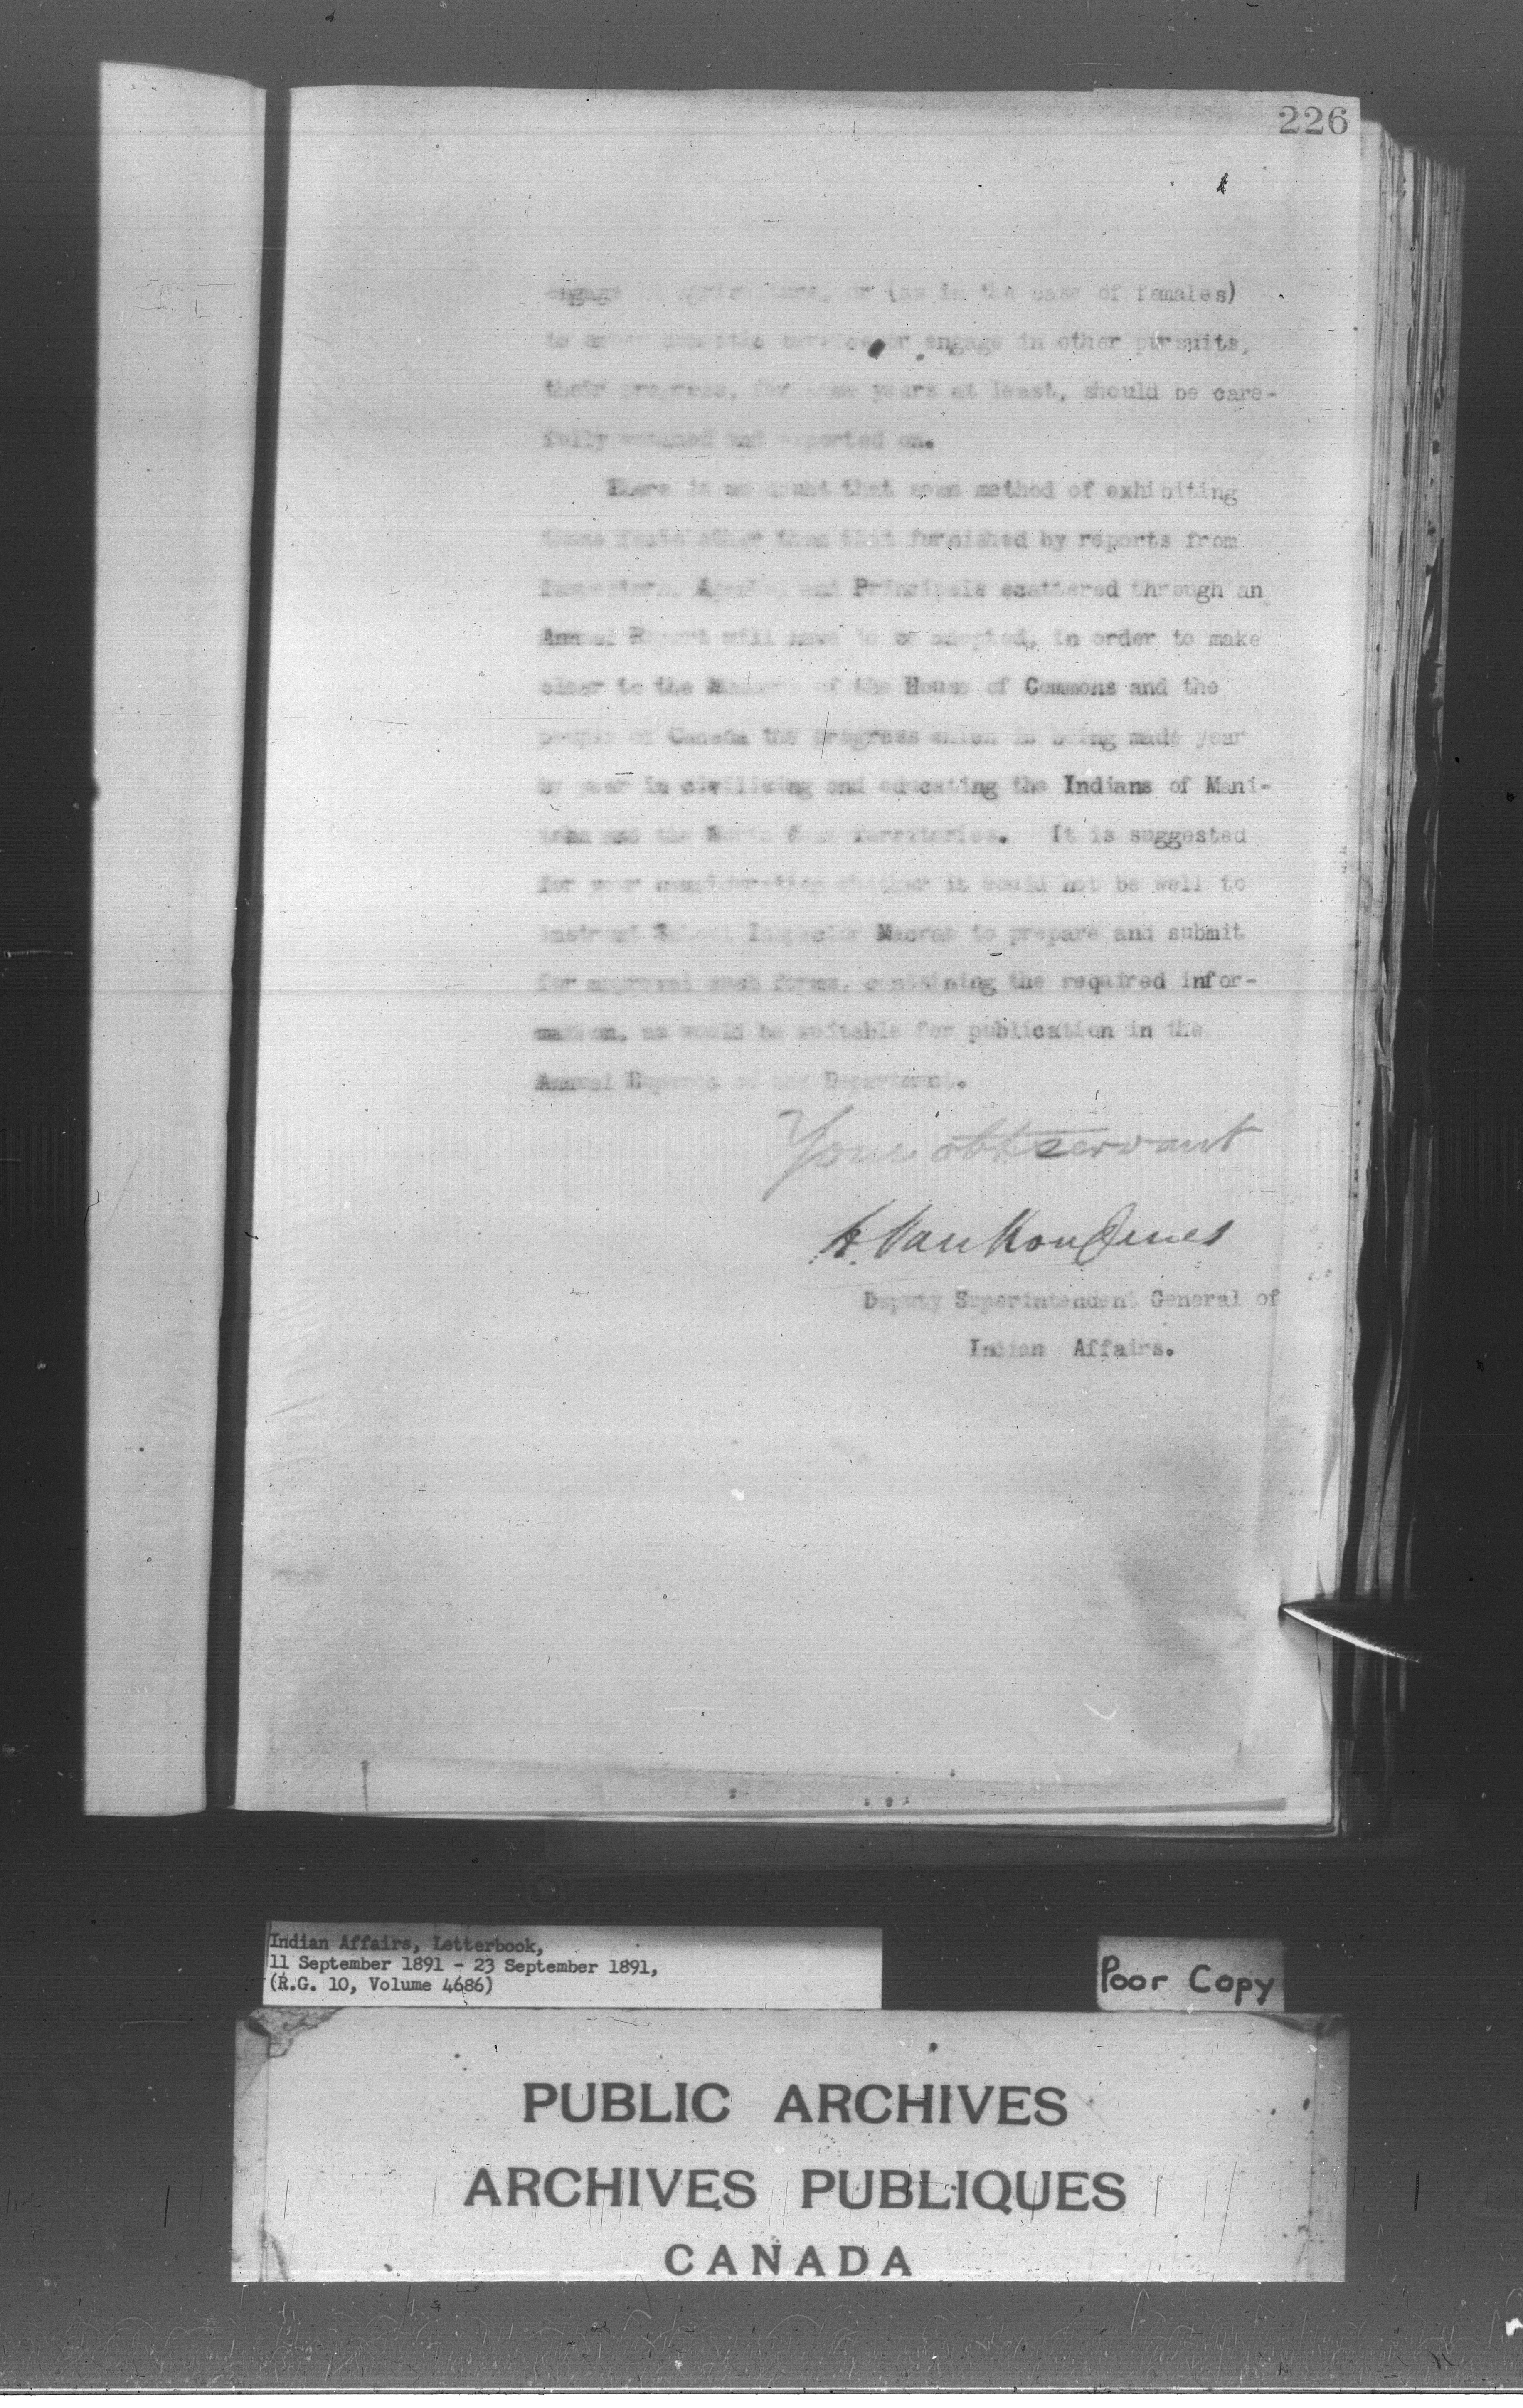 226
engage in agriculture, or (as in the case of females)
to enter domestic service or engage in other pursuits,
their progress, for some years at least, should be care-
fully watched and reported on.
There is no doubt that some method of exhibiting
these facts other than that furnished by reports from
Inspectors, Agents, and Principals scattered through an
Annual Report will have to be adopted, in order to make
clear to the Members of the House of Commons and the
people of Canada the progress which is being made year
by year in civilizing and educating the Indians of Mani-
toba and the North West Territories. It is suggested
for your consideration whether it would not be well to
instruct School Inspector Macrae to prepare and submit
for approval such forms, containing the required infor-
mation, as would be suitable for publication in the
Annual Reports of the Department.
Your obt servant
Deputy Superintendent General of
Indian Affairs.
Indian Affairs, Letterbook,
11 September 1891 - 23 September 1891,
(R.G. 10, Volume 4686)
Poor Copy
PUBLIC ARCHIVES
ARCHIVES PUBLIQUES
CANADA